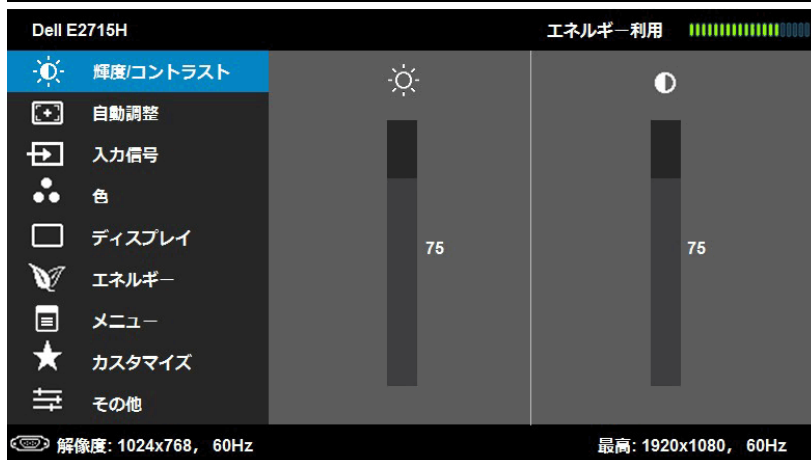 Dell E2715H
エネルギー利用
輝度/コントラスト
自動調整
入力信号
色
ディスプレイ
エネルギー
メニュー
カスタマイズ
その他
75
75
解像度: 1024x768, 60Hz
最高: 1920x1080, 60Hz